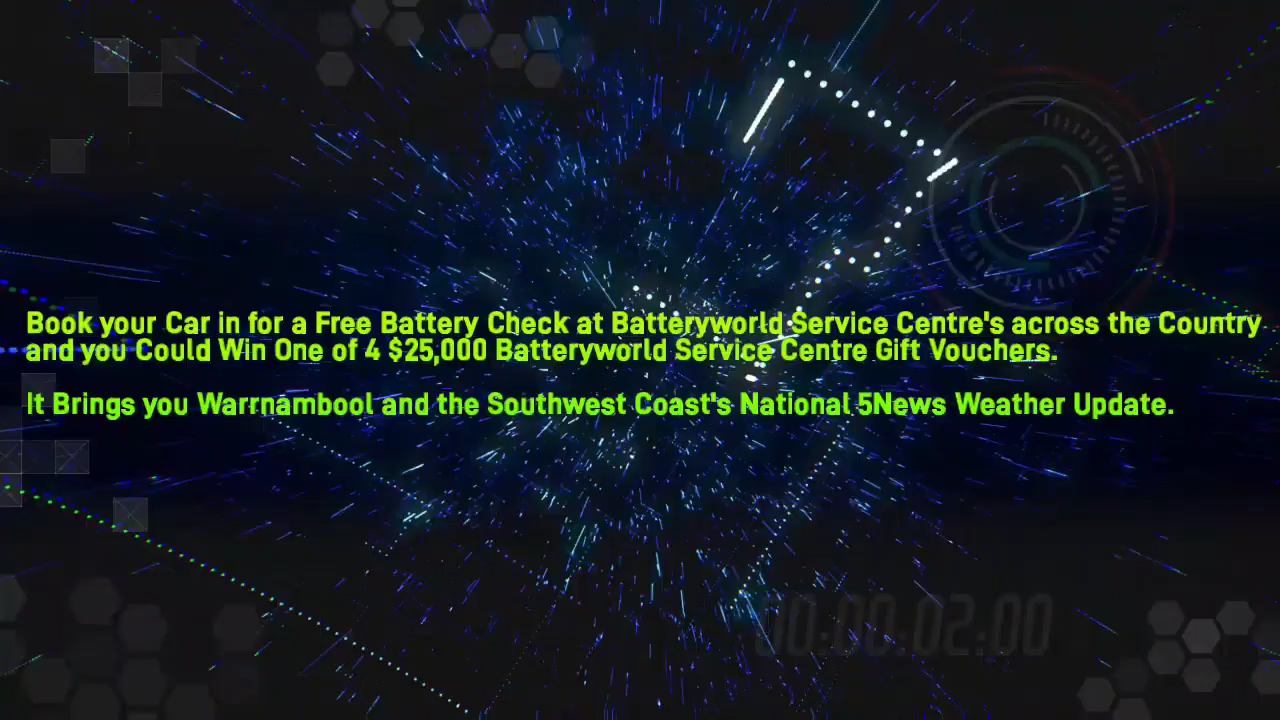 Book your Car in for a Free Battery Check at Batteryworld Service Centre's across the Country
and you Could Win One of 4 $25,000 Batteryworld Service Centre Gift Vouchers.
It Brings you Warrnambool and the Southwest Coast's National 5News Weather Update.
00:00:02:00